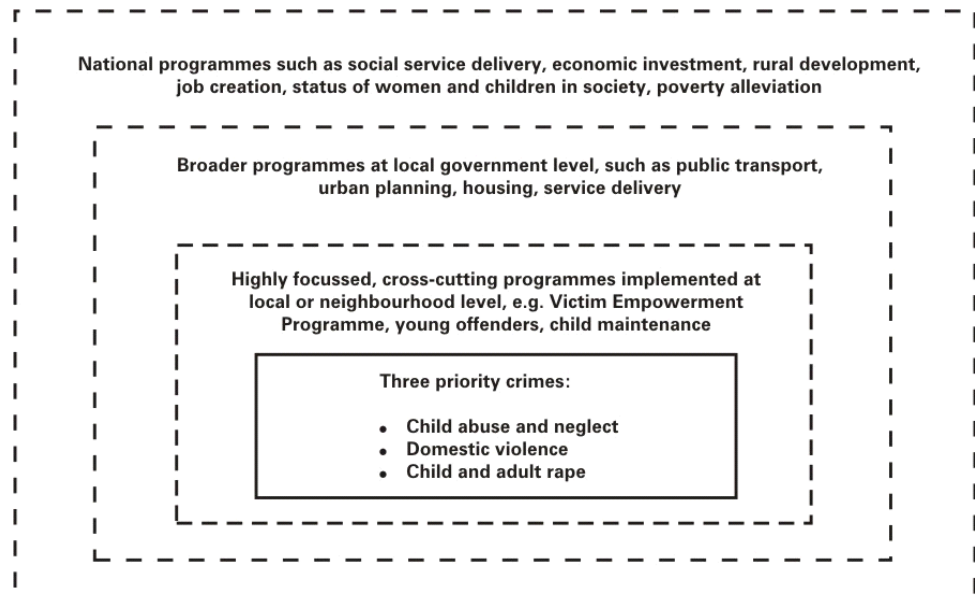 National programmes such as social service delivery, economic investment, rural development,
job creation, status of women and children in society, poverty alleviation
Broader programmes at local government level, such as public transport,
urban planning, housing, service delivery
Highly focussed, cross-cutting programmes implemented at
local or neighbourhood level, e.g. Victim Empowerment
Programme, young offenders, child maintenance
Three priority crimes:
• Child abuse and neglect
• Domestic violence
• Child and adult rape